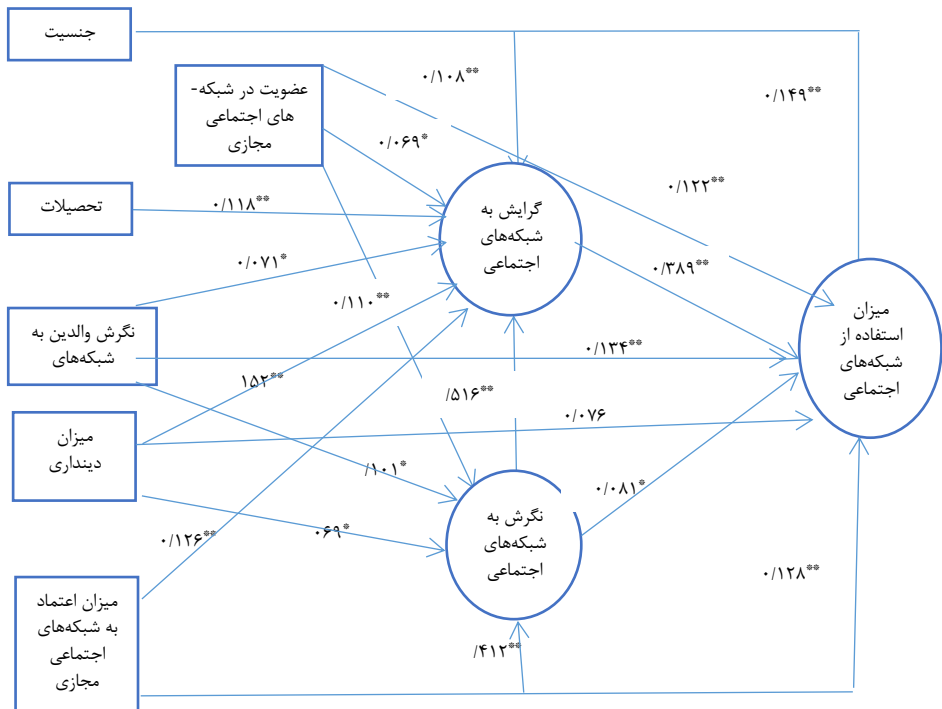 جنسیت
عضویت در شبکه-
های اجتماعی
مجازی
تحصیلات
نگرش والدین به
شبکه‌های
میزان
دینداری
میزان اعتماد
به شبکه‌های
اجتماعی
مجازی
گرایش به
شبکه‌های
اجتماعی
نگرش به
شبکه‌های
اجتماعی
میزان
استفاده از
شبکه‌های
اجتماعی
۰/۱۰۸**
۰/۱۴۹**
۰/۰۶۹*
۰/۱۲۲**
۰/۱۱۸**
۰/۰۷۱*
۰/۳۸۹**
۰/۱۱۰**
۰/۱۳۴**
۱۵۲**
/۵۱۶**
۰/۰۷۶
/۱۰۱*
۰/۰۸۱*
۰/۱۲۶**
۰۶۹*
۰/۱۲۸**
/۴۱۲**